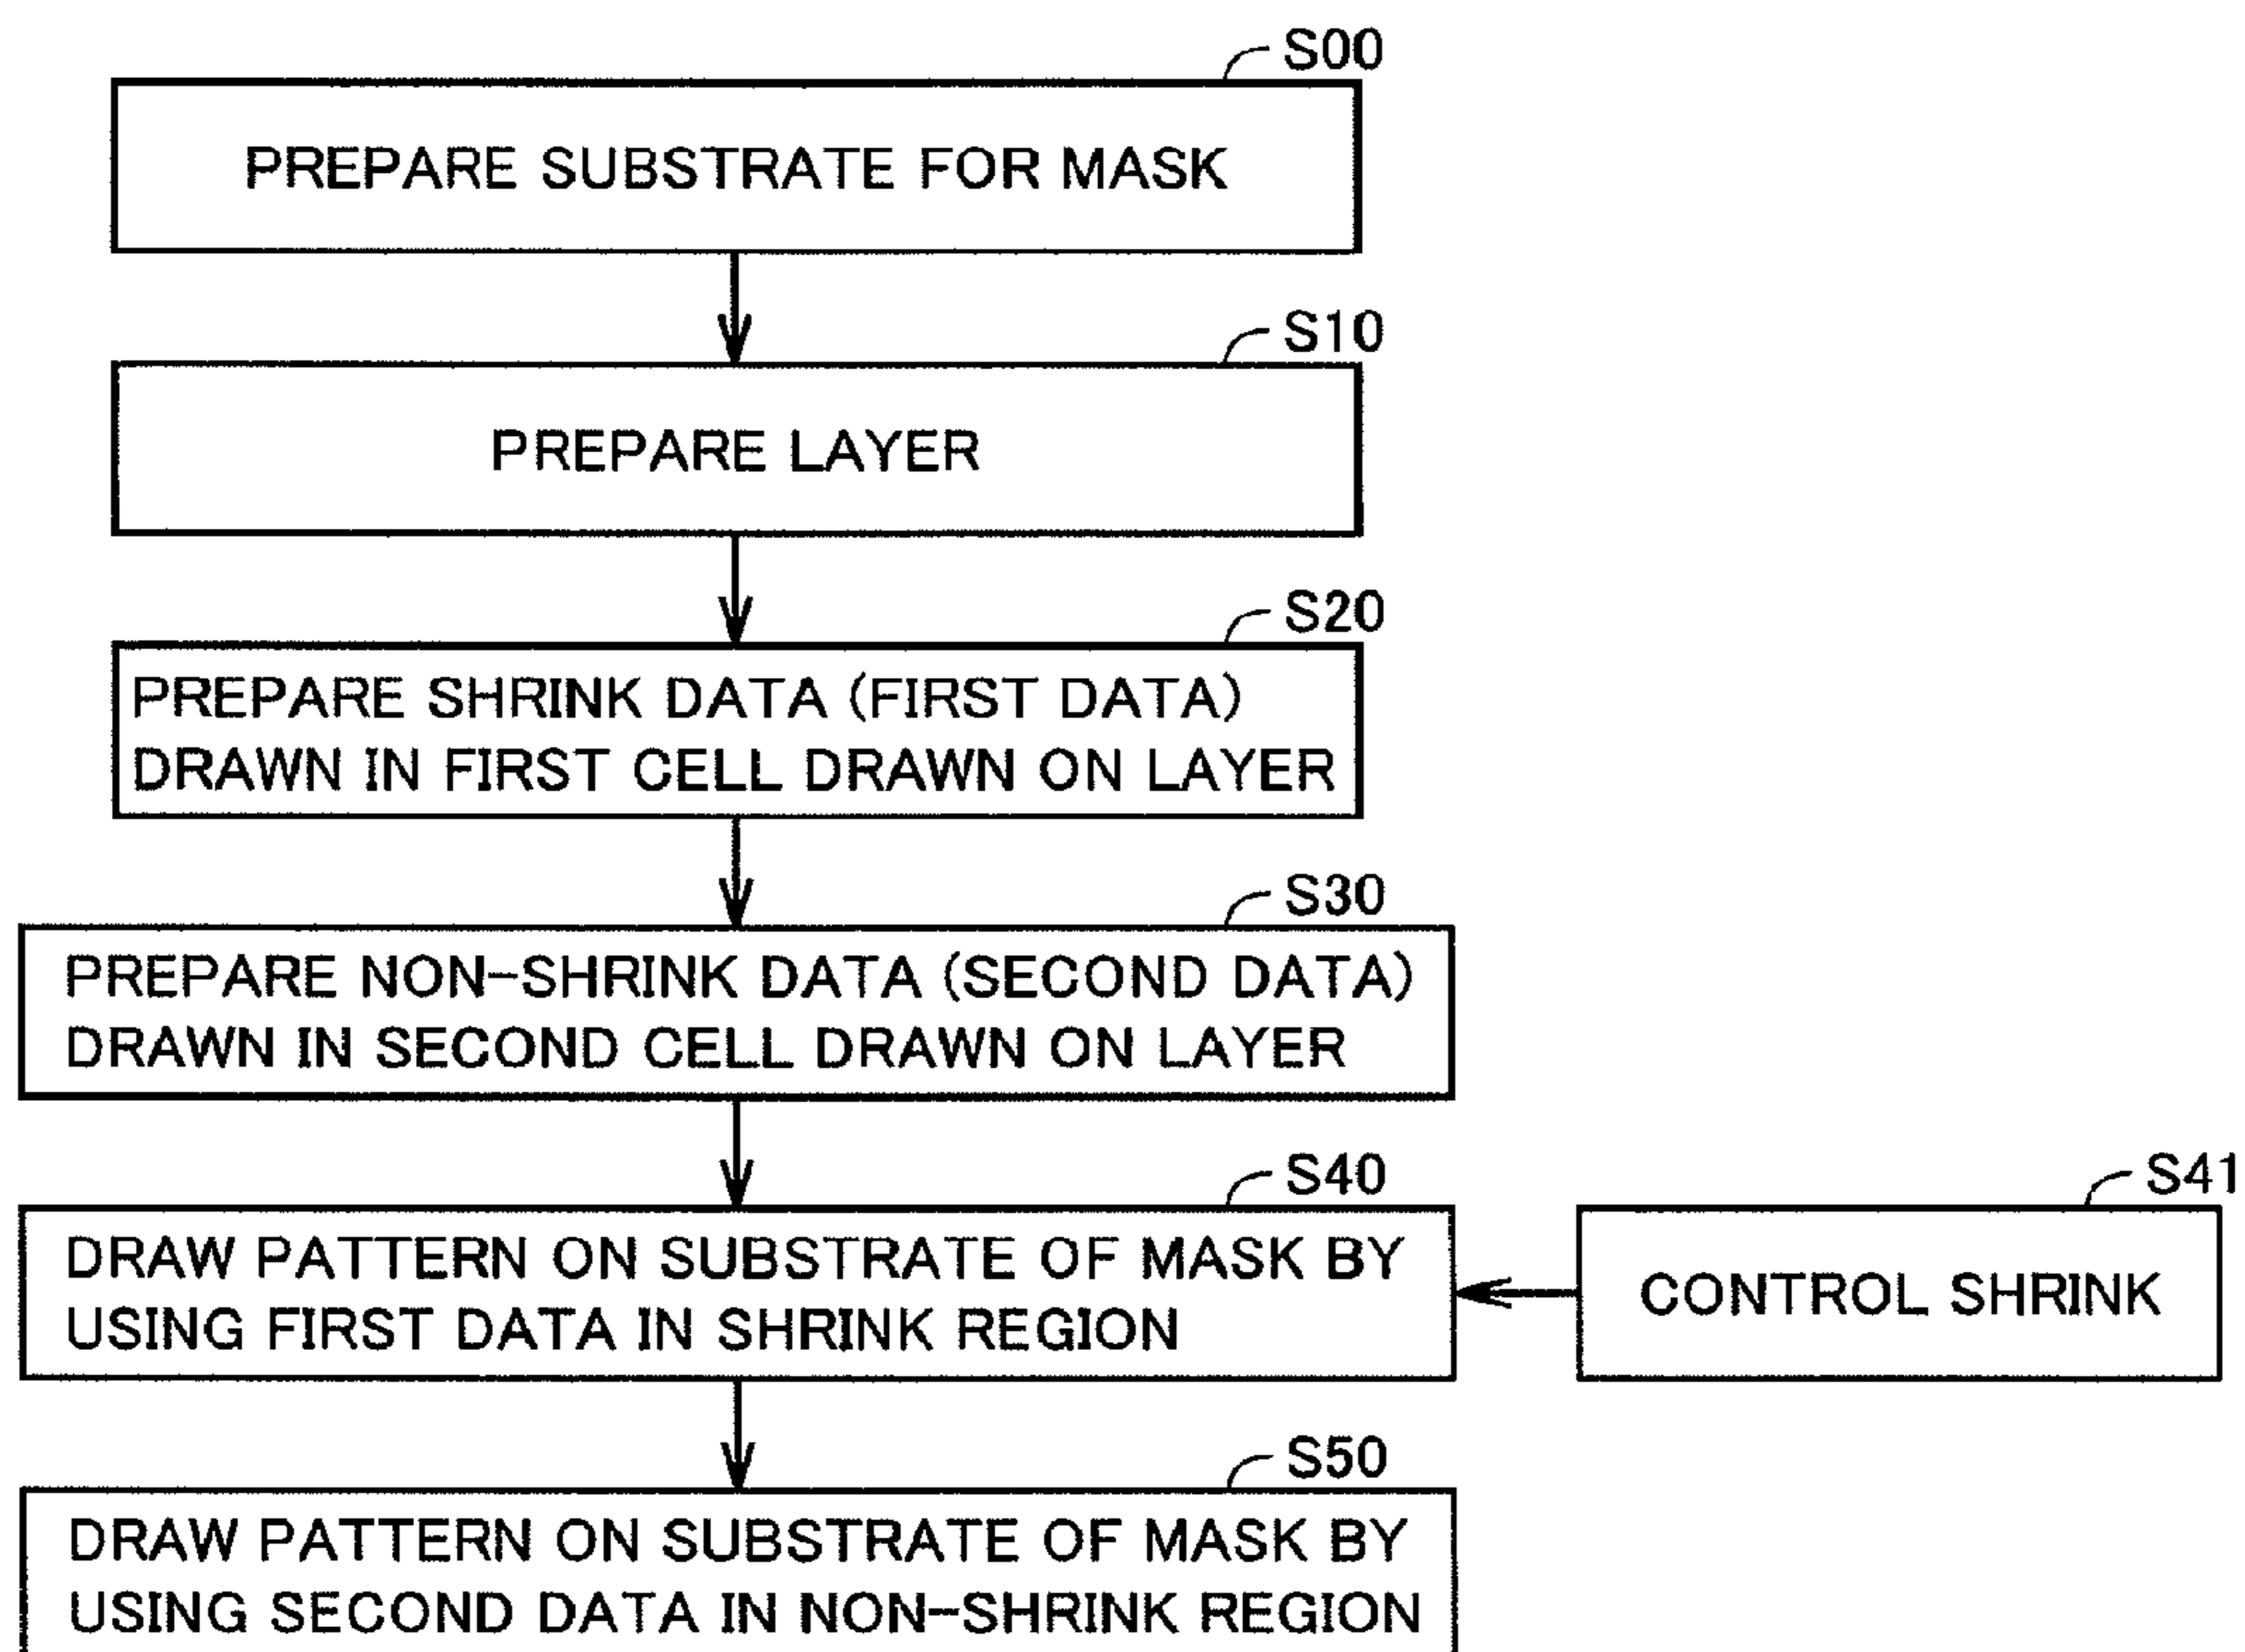 S00
PREPARE SUBSTRATE FOR MASK
S10
PREPARE LAYER
S20
PREPARE SHRINK DATA (FIRST DATA)
DRAWN IN FIRST CELL DRAWN ON LAYER
S30
PREPARE NON-SHRINK DATA (SECOND DATA)
DRAWN IN SECOND CELL DRAWN ON LAYER
S40
DRAW PATTERN ON SUBSTRATE OF MASK BY
USING FIRST DATA IN SHRINK REGION
S41
CONTROL SHRINK
S50
DRAW PATTERN ON SUBSTRATE OF MASK BY
USING SECOND DATA IN NON-SHRINK REGION